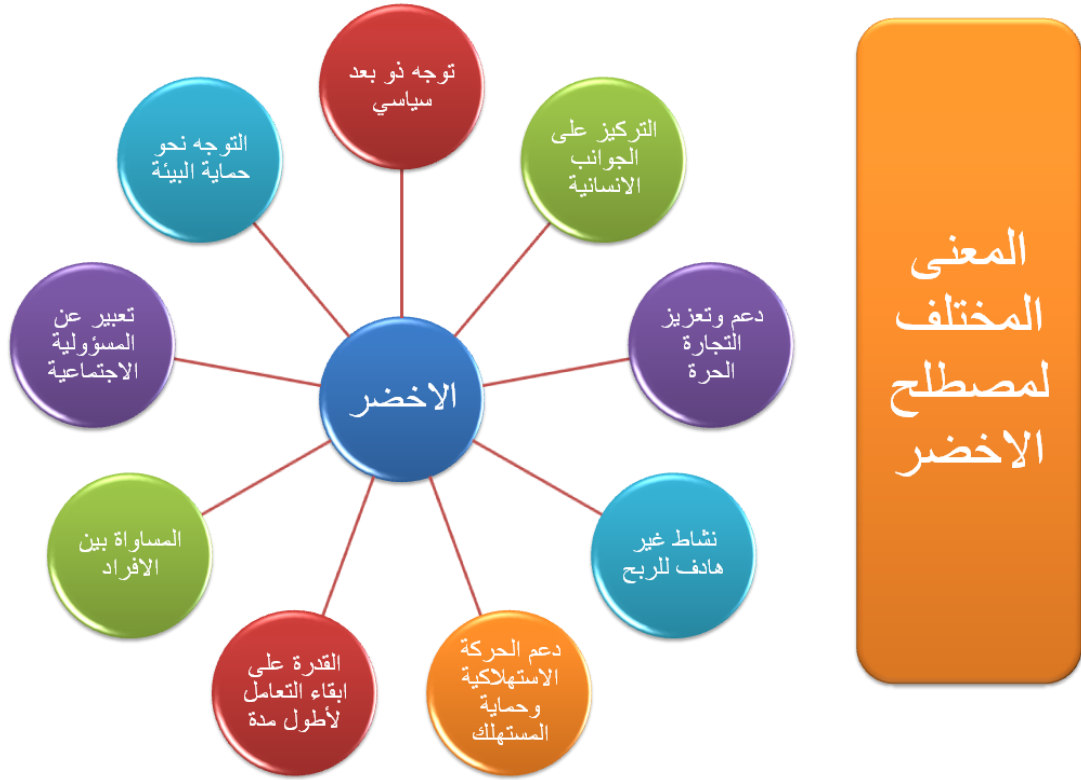 المعنى
المختلف
لمصطلح
الاخضر
الاخضر
توجه ذو بعد
سياسي
التركيز على
الجوانب
الانسانية
دعم وتعزيز
التجارة
الحرة
نشاط غير
هادف للربح
دعم الحركة
الاستهلاكية
وحماية
المستهلك
القدرة على
ابقاء التعامل
لأطول مدة
المساواة بين
الافراد
تعبير عن
المسؤولية
الاجتماعية
التوجه نحو
حماية البيئة